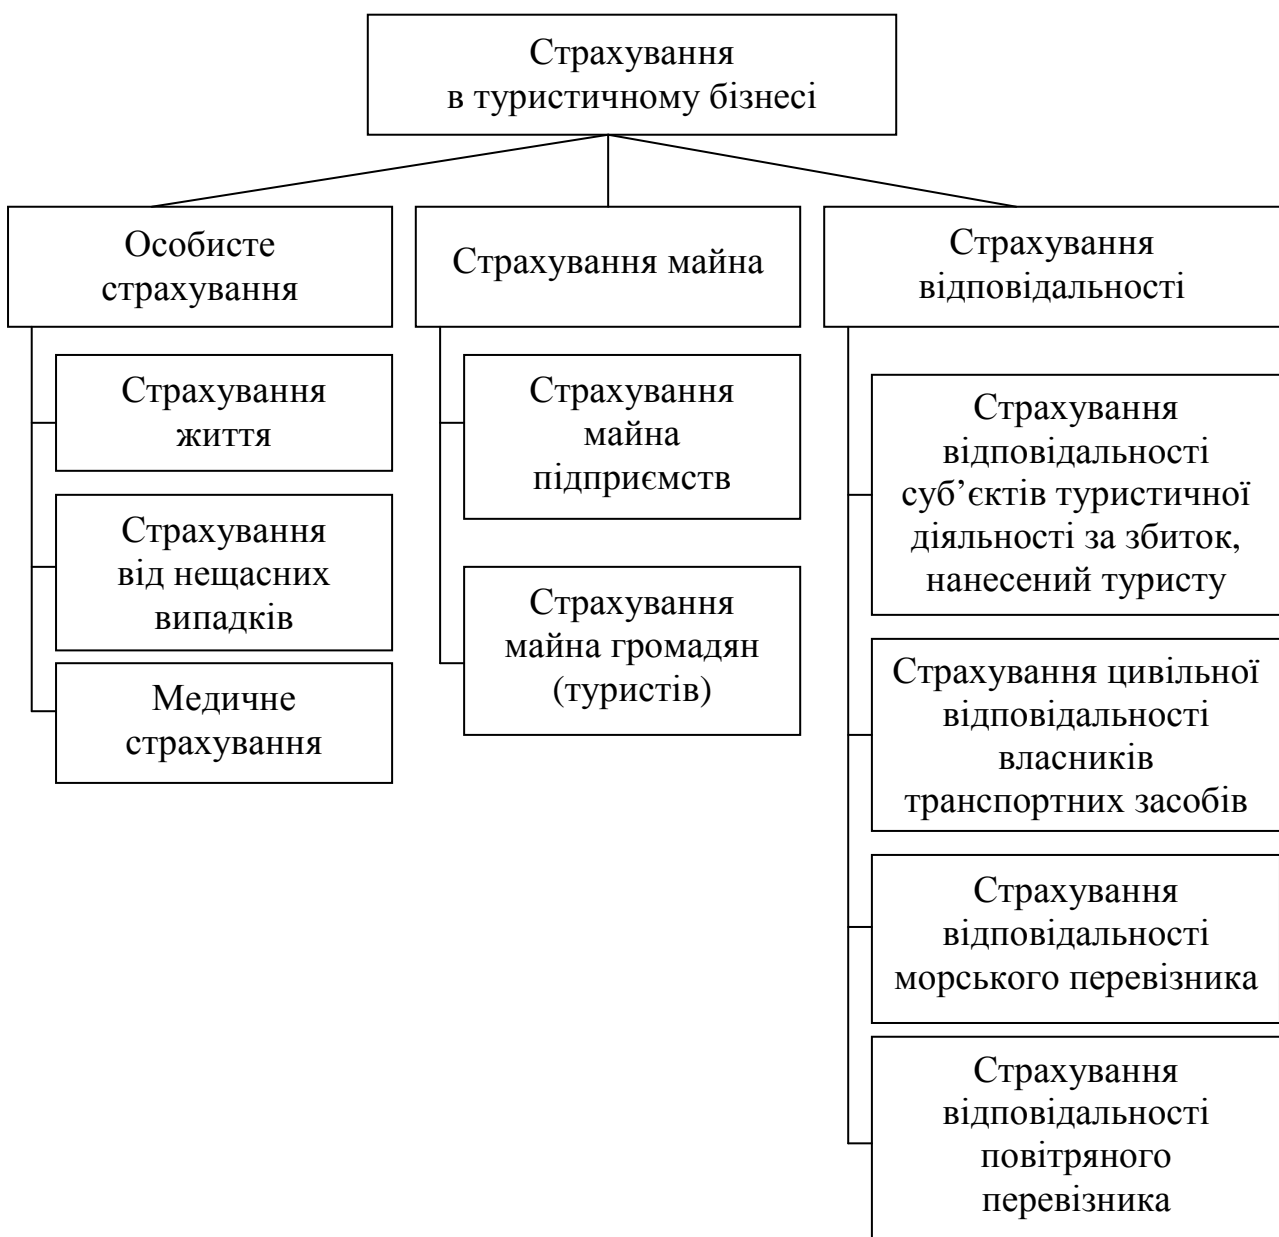 Страхування
в туристичному бізнесі
Особисте
страхування
Страхування майна
Страхування
відповідальності
Страхування
життя
Страхування
від нещасних
випадків
Медичне
страхування
Страхування
майна
підприємств
Страхування
майна громадян
(туристів)
Страхування
відповідальності
суб’єктів туристичної
діяльності за збиток,
нанесений туристу
Страхування цивільної
відповідальності
власників
транспортних засобів
Страхування
відповідальності
морського перевізника
Страхування
відповідальності
повітряного
перевізника